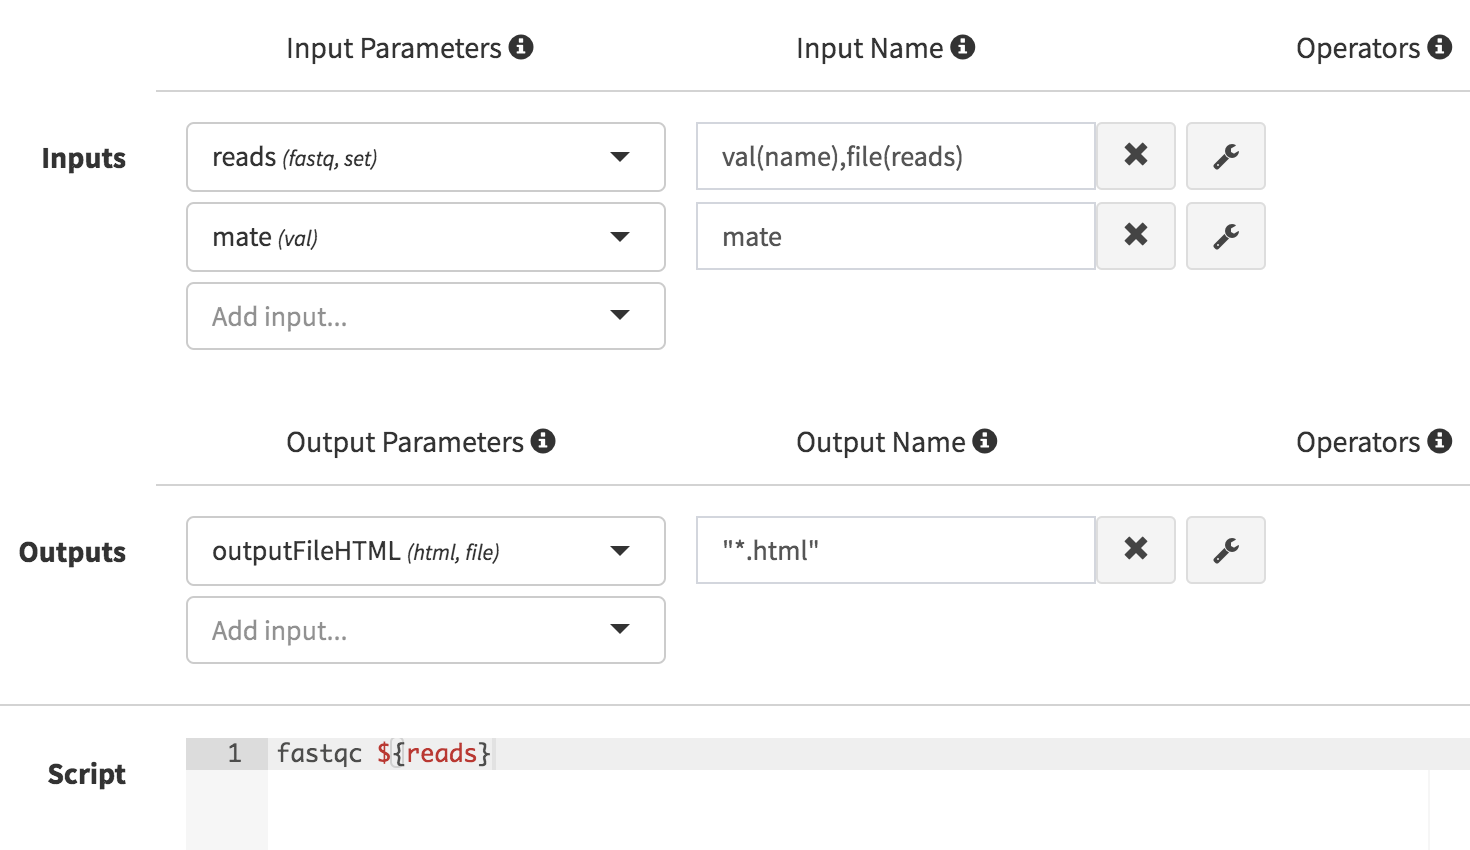 Input Parameters Input Name Operators
Inputs reads (fastq, set) val(name),file(reads)
mate (val) mate
Add input...
Output Parameters Output Name Operators
Outputs outputFileHTML (html, file) "*.html"
Add input...
Script 1 fastqc ${reads}